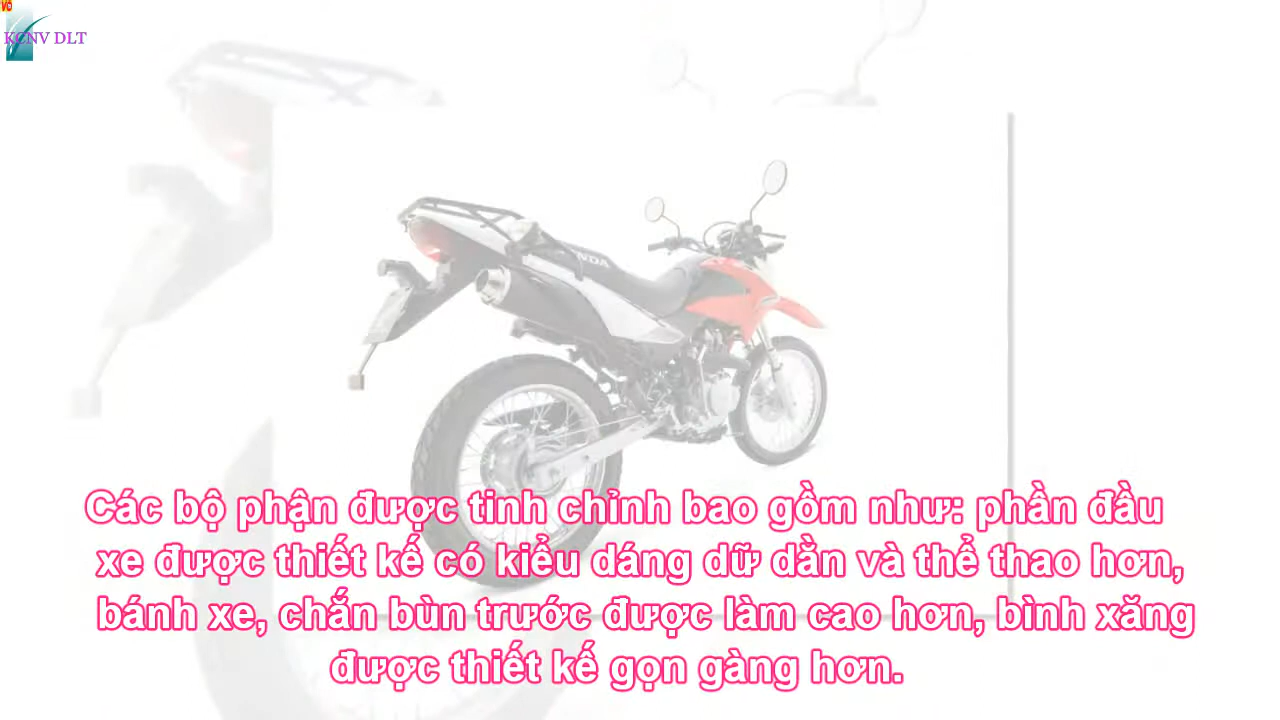 VÕ
KCNV DLT
NDA
Các bộ phận được tinh chỉnh bao gồm như: phần đầu
xe được thiết kế có kiểu dáng dữ dằn và thể thao hơn,
bánh xe, chắn bùn trước được làm cao hơn, bình xăng
được thiết kế gọn gàng hơn.